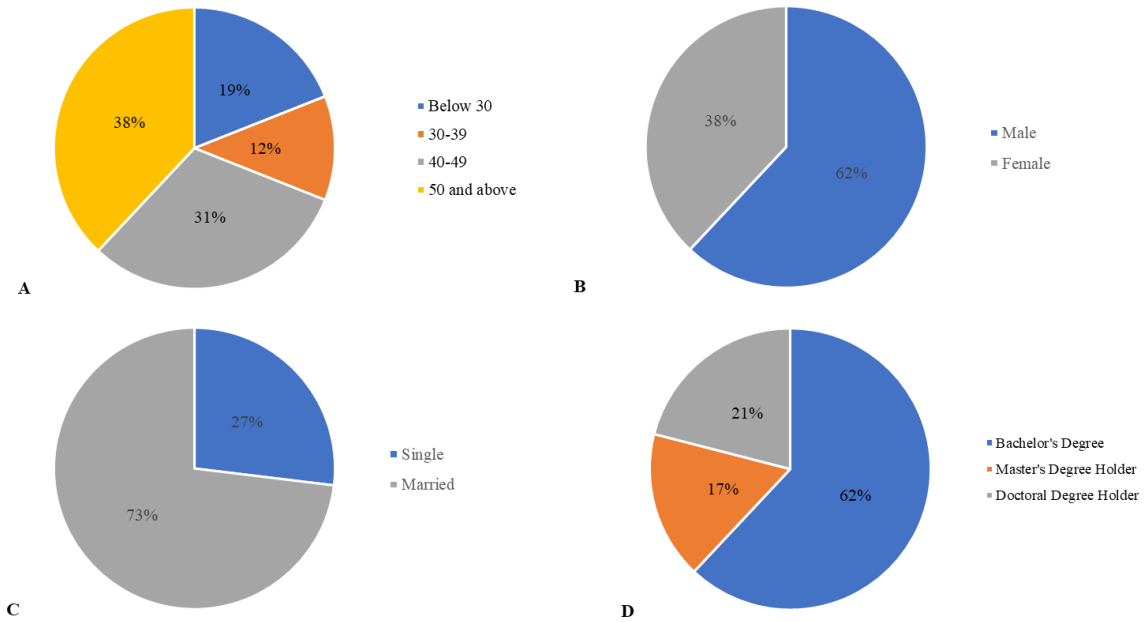 19%
12%
31%
38%
Below 30
30-39
40-49
50 and above
A
38%
62%
Male
Female
B
27%
73%
Single
Married
C
21%
17%
62%
Bachelor's Degree
Master's Degree Holder
Doctoral Degree Holder
D